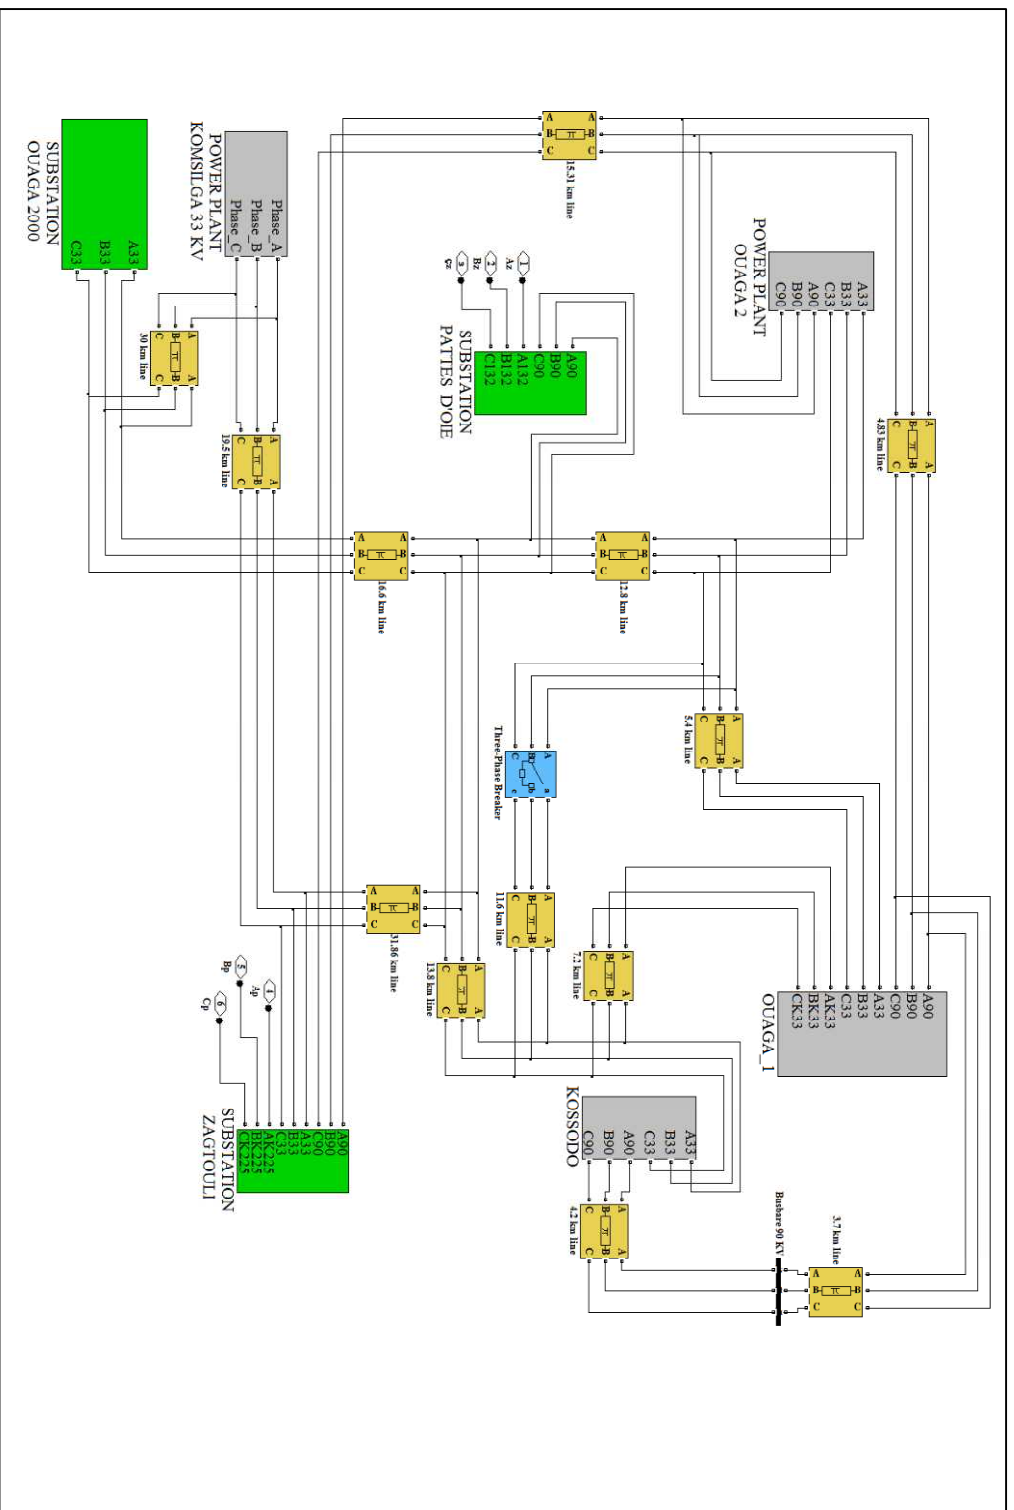 SUBSTATION
OUAGA 2000
A33
B33
C33
POWER PLANT
KOMSILGA 33 KV
Phase_A
Phase_B
Phase_C
30 km line
A
B
C
A
B
C
19.5 km line
A
B
C
A
B
C
15.31 km line
A
B
C
A
B
C
SUBSTATION
PATTES D'OIE
A90
B90
C90
A132
B132
C132
1
Az
2
Bz
3
POWER PLANT
OUAGA 2
A33
B33
C33
A90
B90
C90
4.83 km line
A
B
C
A
B
C
16.6 km line
A
B
C
A
B
C
12.8 km line
A
B
C
A
B
C
5.4 km line
A
B
C
A
B
C
Three-Phase Breaker
A
B
C
a
b
c
11.6 km line
A
B
C
A
B
C
7.2 km line
A
B
C
A
B
C
31.86 km line
A
B
C
A
B
C
13.8 km line
A
B
C
A
B
C
OUAGA_1
A90
B90
C90
A33
B33
C33
AK33
BK33
CK33
KOSSODO
A33
B33
C33
A90
B90
C90
4.2 km line
A
B
C
A
B
C
Busbare 90 KV
3.7 km line
A
B
C
A
B
C
4
Ap
5
Bp
6
Cp
SUBSTATION
ZAGTOULI
A90
B90
C90
A33
B33
C33
AK225
BK225
CK225